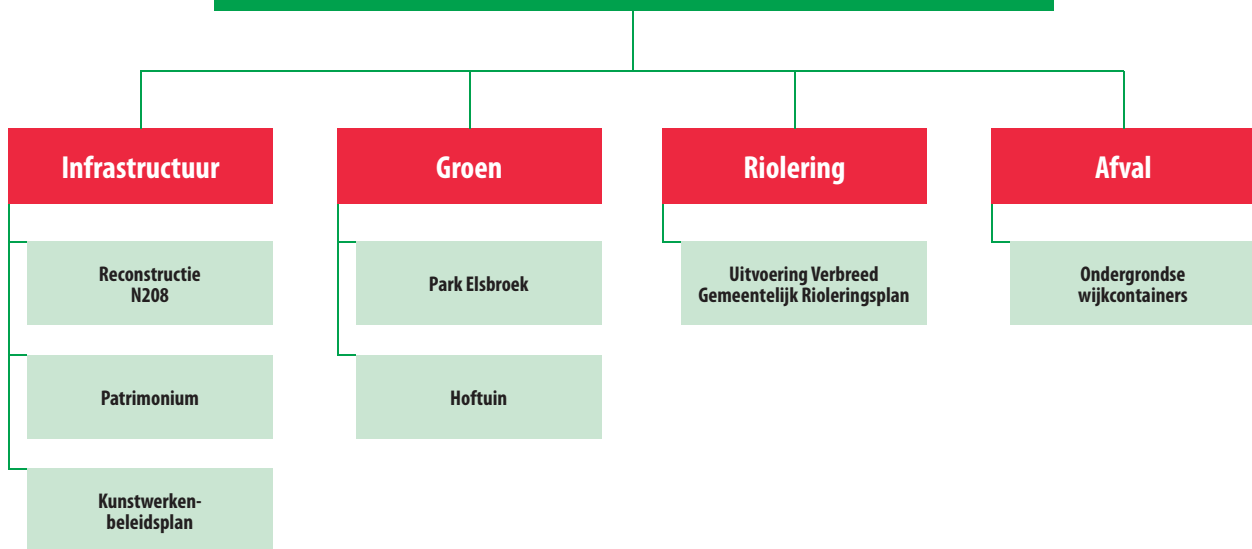 Infrastructuur
Groen
Riolering
Afval
Reconstructie
N208
Park Elsbroek
Uitvoering Verbreed
Gemeentelijk Rioleringsplan
Ondergrondse
wijkcontainers
Patrimonium
Hoftuin
Kunstwerken-
beleidsplan